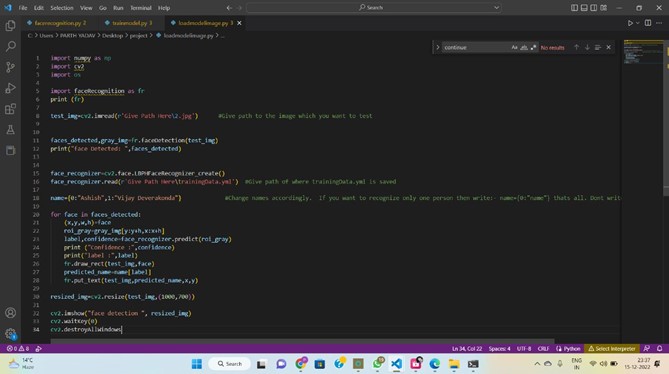 File Edit Selection View Go Run Terminal Help
Search
facerecognition.py 2
trainmodel.py 3
loadmodelimage.py 3
C: > Users > PARTH YADAV > Desktop > project > loadmodelimage.py > ...
continue
Aa
No results
1 import numpy as np
2 import cv2
3 import os
4
5 import faceRecognition as fr
6 print (fr)
7
8 test_img=cv2.imread(r'Give Path Here\2.jpg') #Give path to the image which you want to test
9
10
11 faces_detected,gray_img=fr.faceDetection(test_img)
12 print("face Detected: ",faces_detected)
13
14
15 face_recognizer=cv2.face.LBPHFaceRecognizer_create()
16 face_recognizer.read(r'Give Path Here\trainingData.yml') #Give path of where trainingData.yml is saved
17
18 name={0:"Ashish",1:"Vijay Deverakonda"} #Change names accordingly. If you want to recognize only one person then write:- name={0:"name"} thats all. Dont writ
19
20 for face in faces_detected:
21 (x,y,w,h)=face
22 roi_gray=gray_img[y:y+h,x:x+h]
23 label,confidence=face_recognizer.predict(roi_gray)
24 print ("Confidence :",confidence)
25 print("label :",label)
26 fr.draw_rect(test_img,face)
27 predicted_name=name[label]
28 fr.put_text(test_img,predicted_name,x,y)
29
30 resized_img=cv2.resize(test_img,(1000,700))
31
32 cv2.imshow("face detection ", resized_img)
33 cv2.waitKey(0)
34 cv2.destroyAllWindows
0 6
Ln 34, Col 22 Spaces: 4 UTF-8 CRLF Python Select Interpreter
14°C
Haze
Search
ENG
IN
23:37
15-12-2022